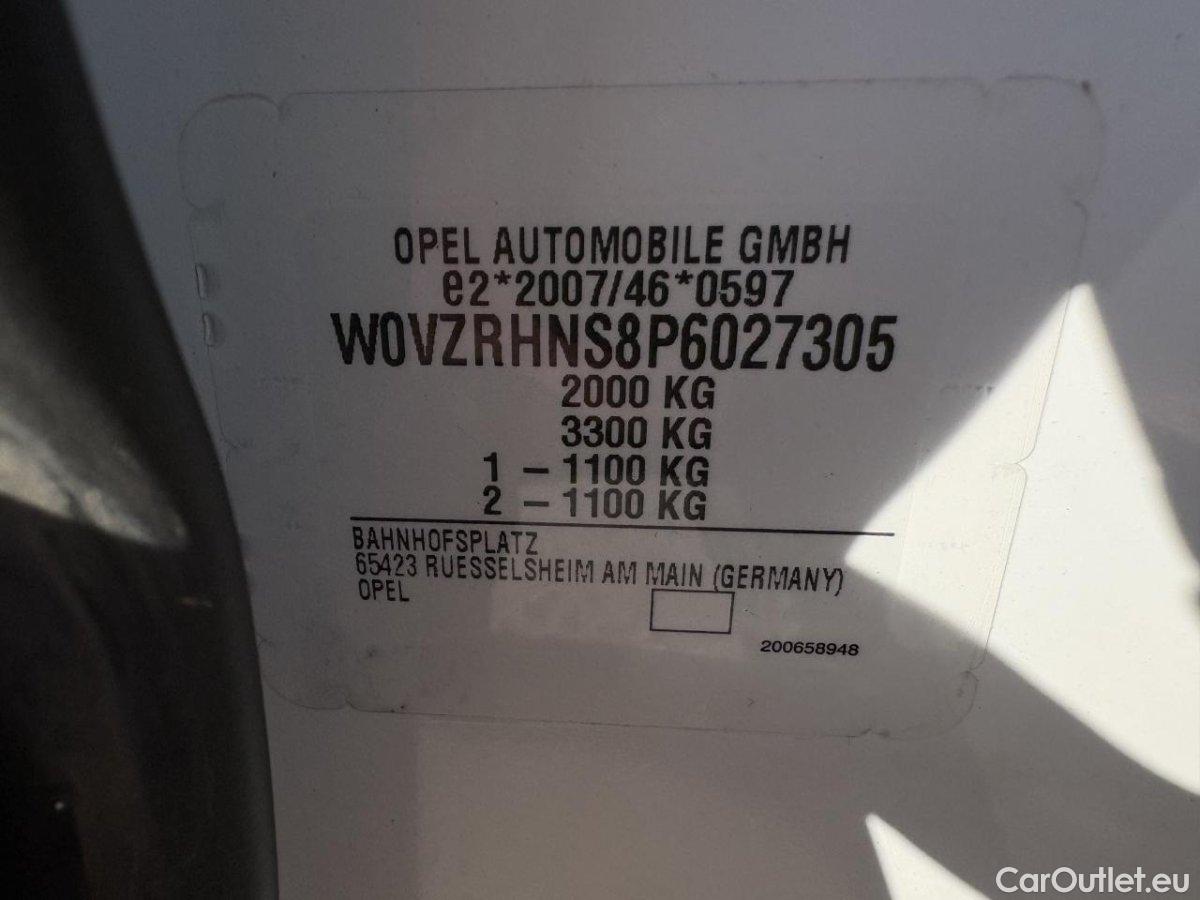 OPEL AUTOMOBILE GMBH
e2*2007/46*0597
W0VZRHNS8P6027305
2000 KG
3300 KG
1 – 1100 KG
2 – 1100 KG
BAHNHOFSPLATZ
65423 RUESSELSHEIM AM MAIN (GERMANY)
OPEL
200658948
CarOutlet.eu